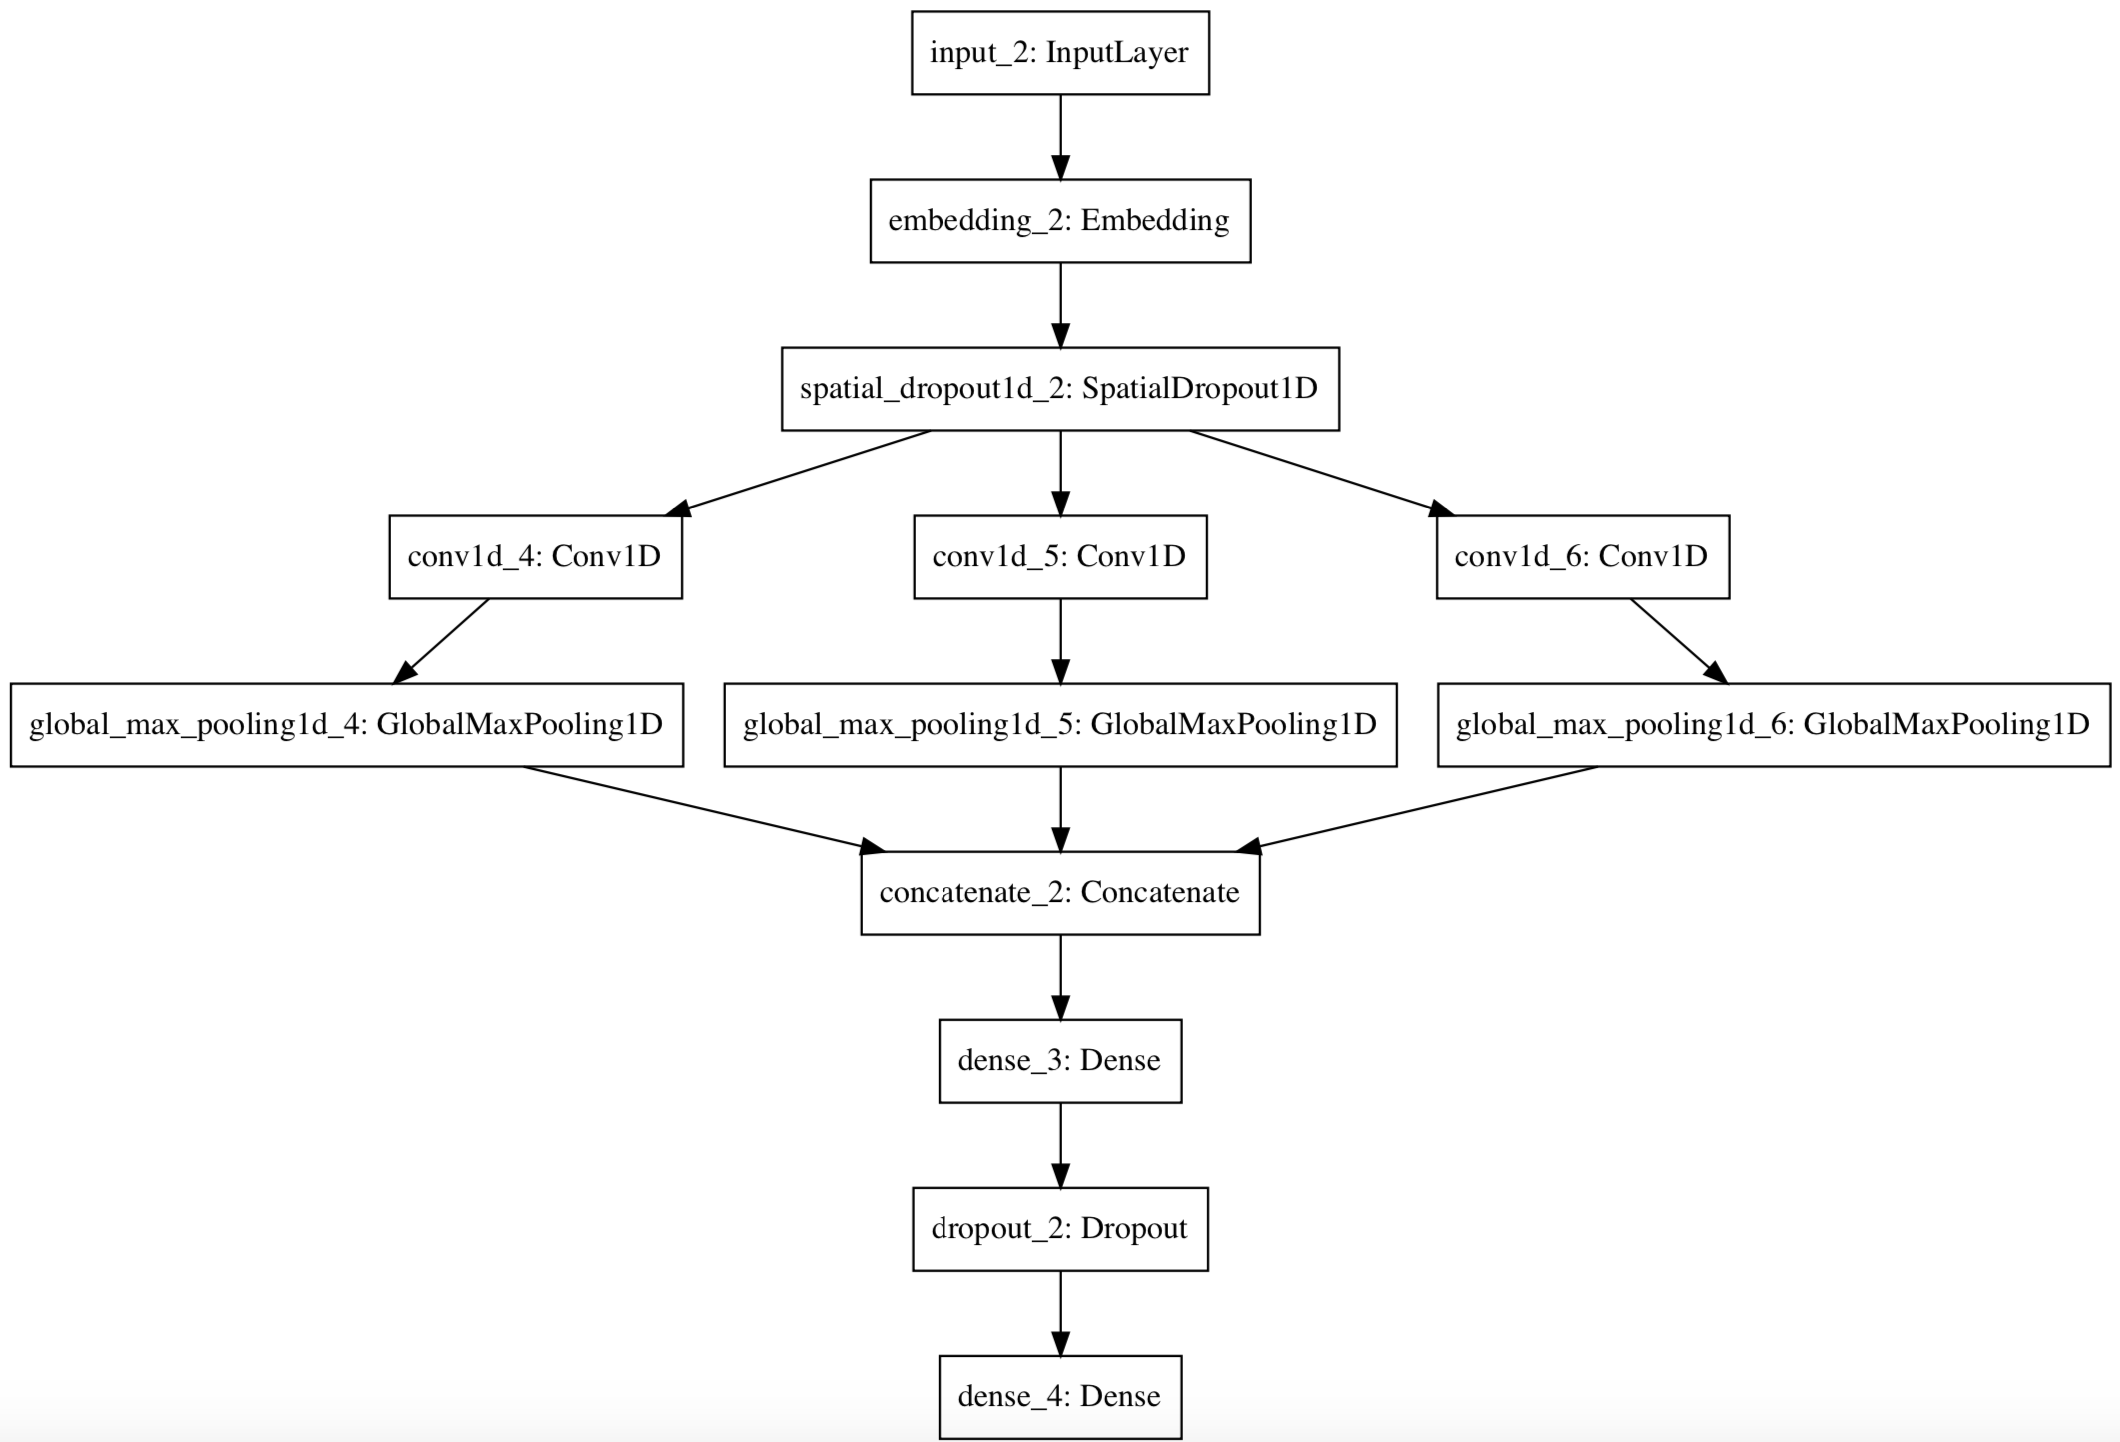 input_2: InputLayer
embedding_2: Embedding
spatial_dropout1d_2: SpatialDropout1D
conv1d_4: Conv1D
conv1d_5: Conv1D
conv1d_6: Conv1D
global_max_pooling1d_4: GlobalMaxPooling1D
global_max_pooling1d_5: GlobalMaxPooling1D
global_max_pooling1d_6: GlobalMaxPooling1D
concatenate_2: Concatenate
dense_3: Dense
dropout_2: Dropout
dense_4: Dense